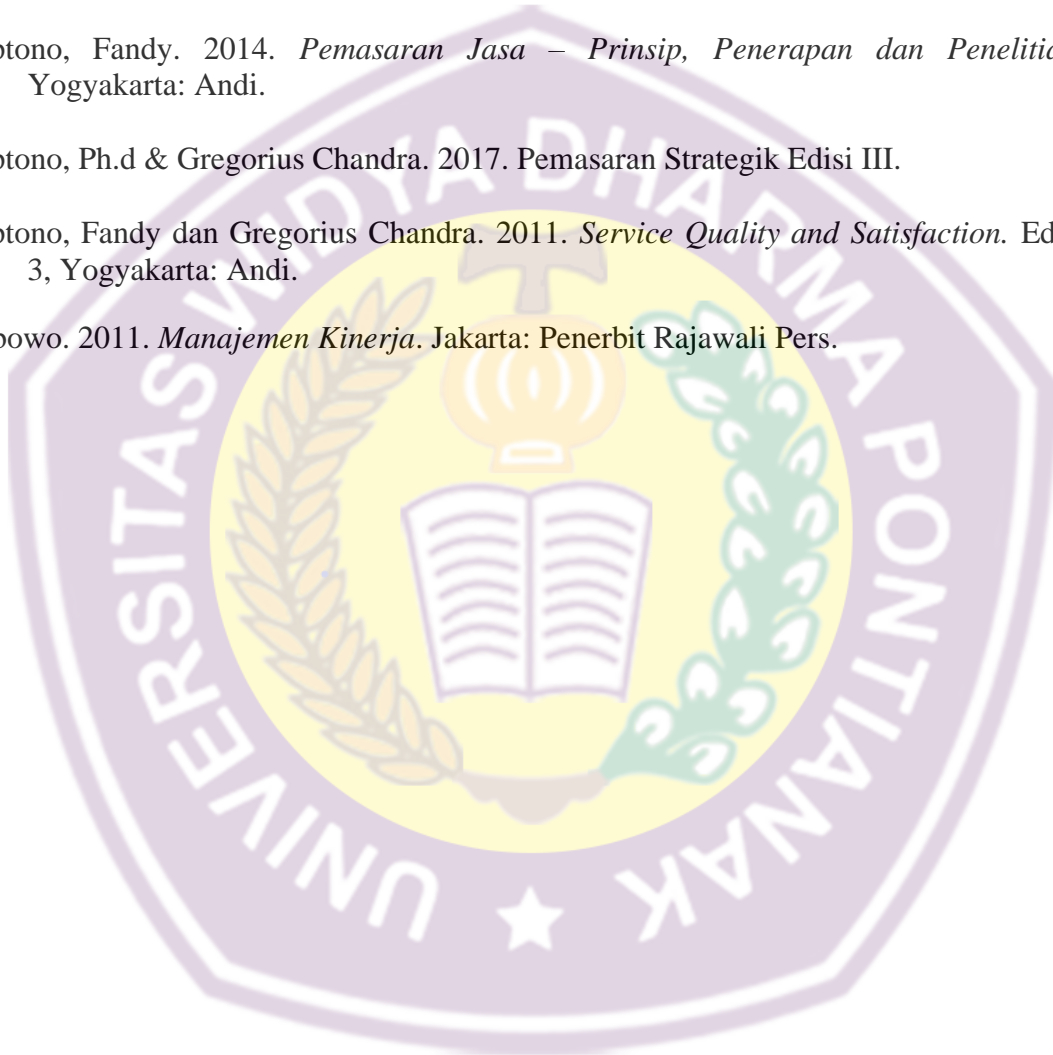 ptono, Fandy. 2014. Pemasaran Jasa – Prinsip, Penerapan dan Penelitia
Yogyakarta: Andi.
ptono, Ph.d & Gregorius Chandra. 2017. Pemasaran Strategik Edisi III.
ptono, Fandy dan Gregorius Chandra. 2011. Service Quality and Satisfaction. Ed
3, Yogyakarta: Andi.
bowo. 2011. Manajemen Kinerja. Jakarta: Penerbit Rajawali Pers.
UNIVERSITAS WIDYA DHARMA PONTIANAK